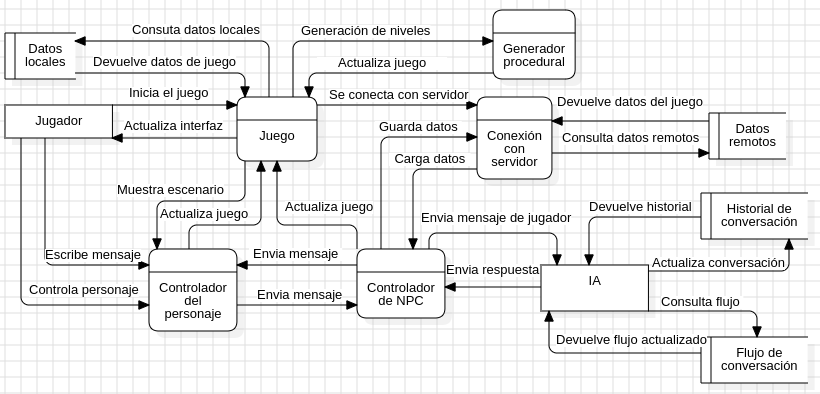 Consuta datos locales
Generación de niveles
Generador
procedural
Datos
locales
Devuelve datos de juego
Actualiza juego
Inicia el juego
Se conecta con servidor
Devuelve datos del juego
Jugador
Actualiza interfaz
Juego
Guarda datos
Conexión
con
servidor
Consulta datos remotos
Datos
remotos
Carga datos
Muestra escenario
Actualiza juego
Actualiza juego
Envia mensaje de jugador
Devuelve historial
Historial de
conversación
Escribe mensaje
Envia mensaje
Envia respuesta
Actualiza conversación
Controla personaje
Controlador
del
personaje
Envia mensaje
Controlador
de NPC
IA
Consulta flujo
Devuelve flujo actualizado
Flujo de
conversación